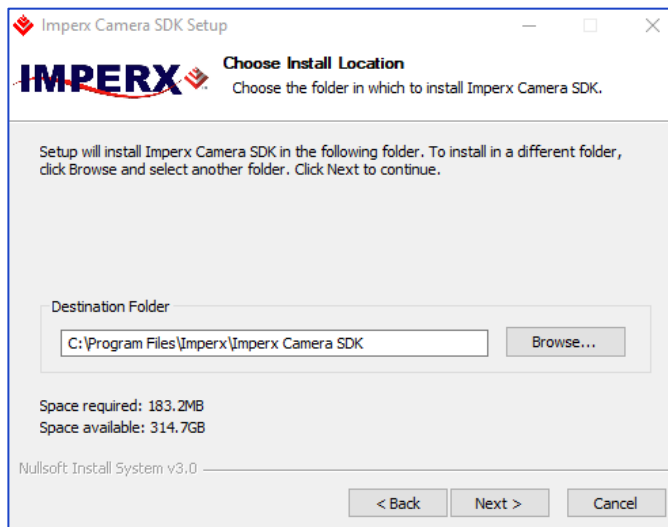 Imperx Camera SDK Setup
IMPERX
Choose Install Location
Choose the folder in which to install Imperx Camera SDK.
Setup will install Imperx Camera SDK in the following folder. To install in a different folder,
click Browse and select another folder. Click Next to continue.
Destination Folder
C:\Program Files\Imperx\Imperx Camera SDK
Browse...
Space required: 183.2MB
Space available: 314.7GB
Nullsoft Install System v3.0
< Back
Next >
Cancel